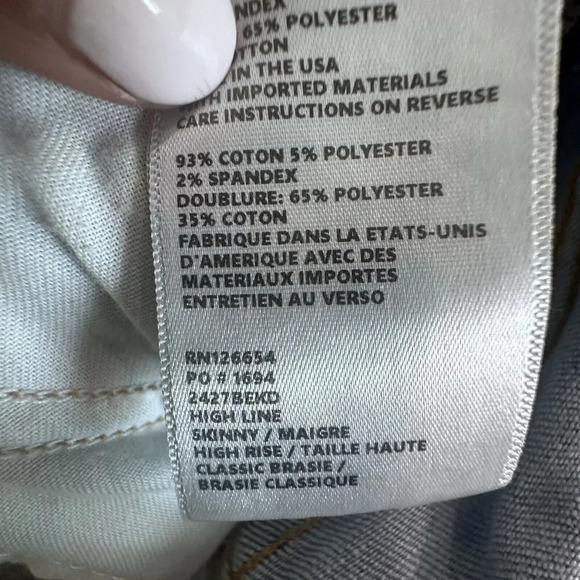 65% POLYESTER
IN THE USA
IMPORTED MATERIALS
CARE INSTRUCTIONS ON REVERSE
93% COTON 5% POLYESTER
2% SPANDEX
DOUBLURE: 65% POLYESTER
35% COTON
FABRIQUE DANS LA ETATS-UNIS
D'AMERIQUE AVEC DES
MATERIAUX IMPORTES
ENTRETIEN AU VERSO
RN126654
PO # 1694
2427BEKD
HIGH LINE
SKINNY / MAIGRE
HIGH RISE / TAILLE HAUTE
CLASSIC BRASIE /
BRASIE CLASSIQUE